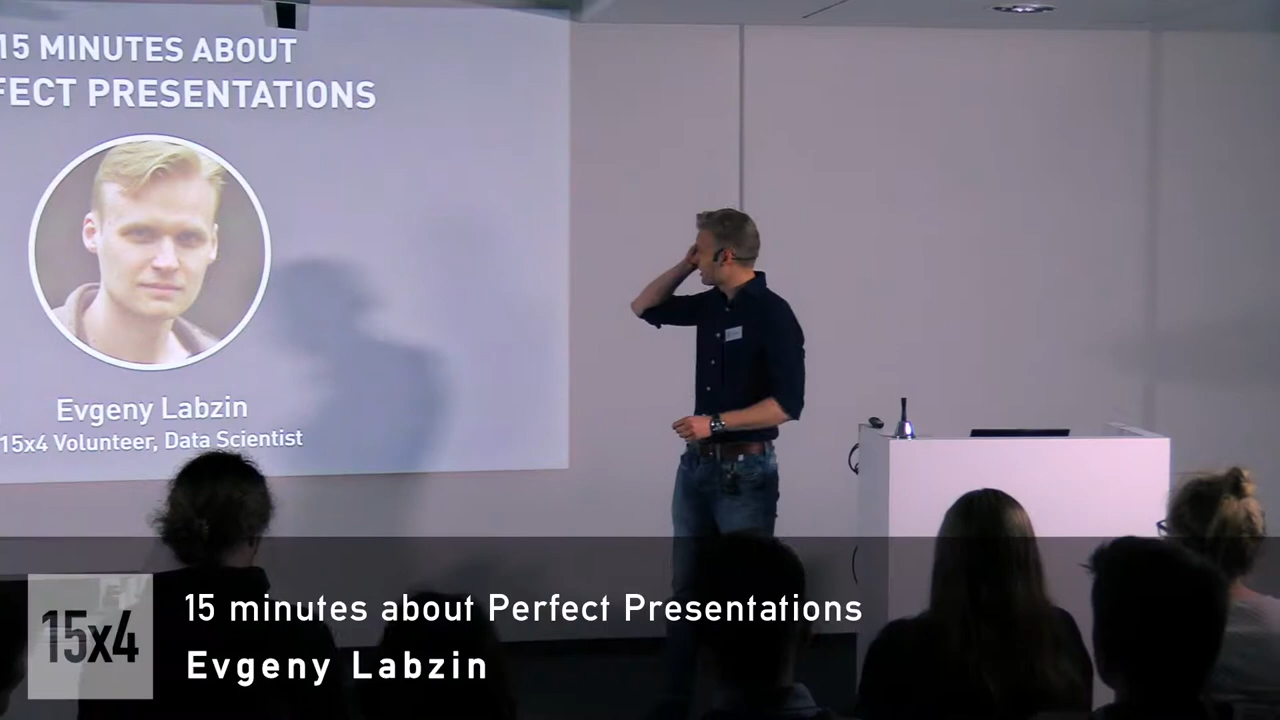 15 MINUTES ABOUT
FECT PRESENTATIONS
Evgeny Labzin
15x4 Volunteer, Data Scientist
15x4
15 minutes about Perfect Presentations
Evgeny Labzin